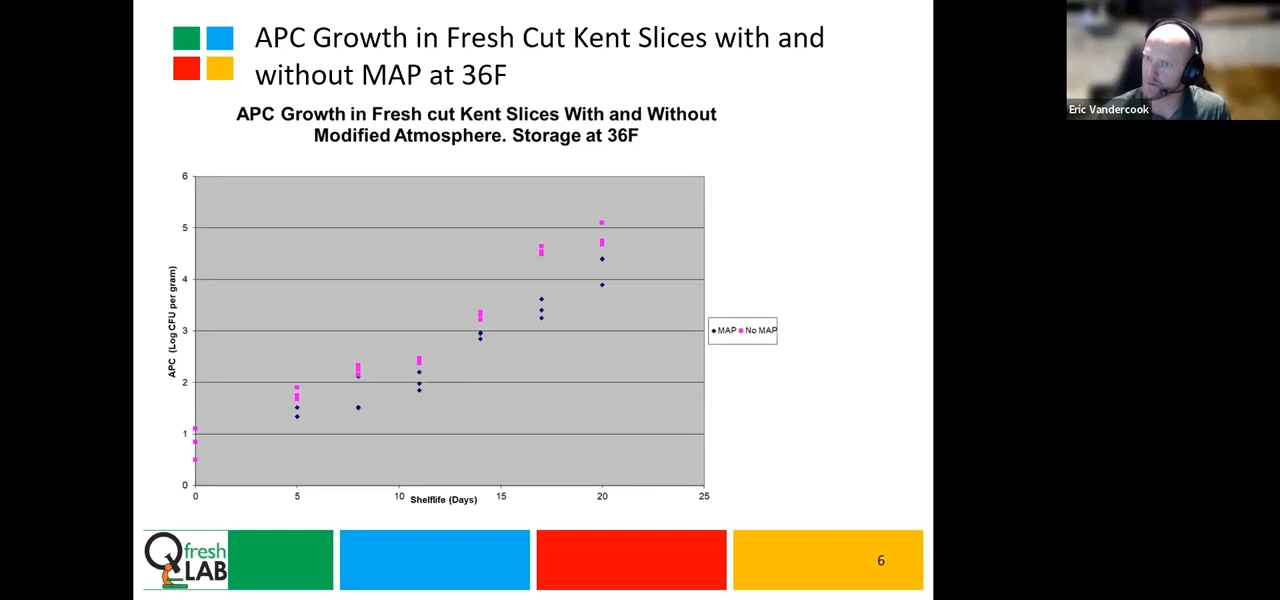 APC Growth in Fresh Cut Kent Slices with and
without MAP at 36F
APC Growth in Fresh cut Kent Slices With and Without
Modified Atmosphere. Storage at 36F
6
5
4
3
2
1
0
APC (Log CFU per gram)
0 5 10 15 20 25
Shelflife (Days)
MAP No MAP
Eric Vandercook
Q fresh
LAB
6